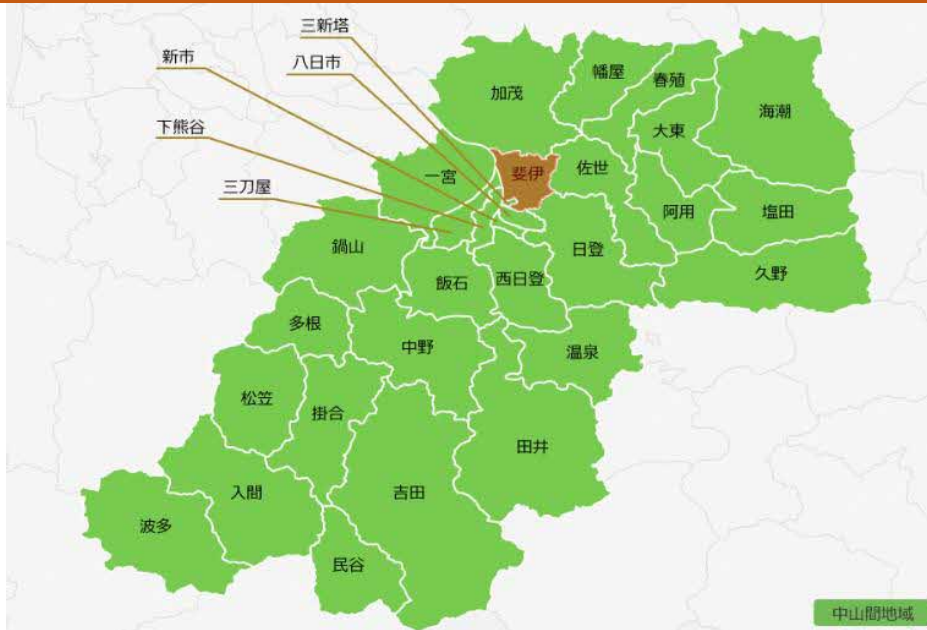 三新塔
新市
八日市
下熊谷
三刀屋
加茂
幡屋
春殖
海潮
大東
一宮
斐伊
佐世
阿用
塩田
鍋山
飯石
西日登
日登
久野
多根
中野
温泉
松笠
掛合
田井
入間
吉田
波多
民谷
中山間地域